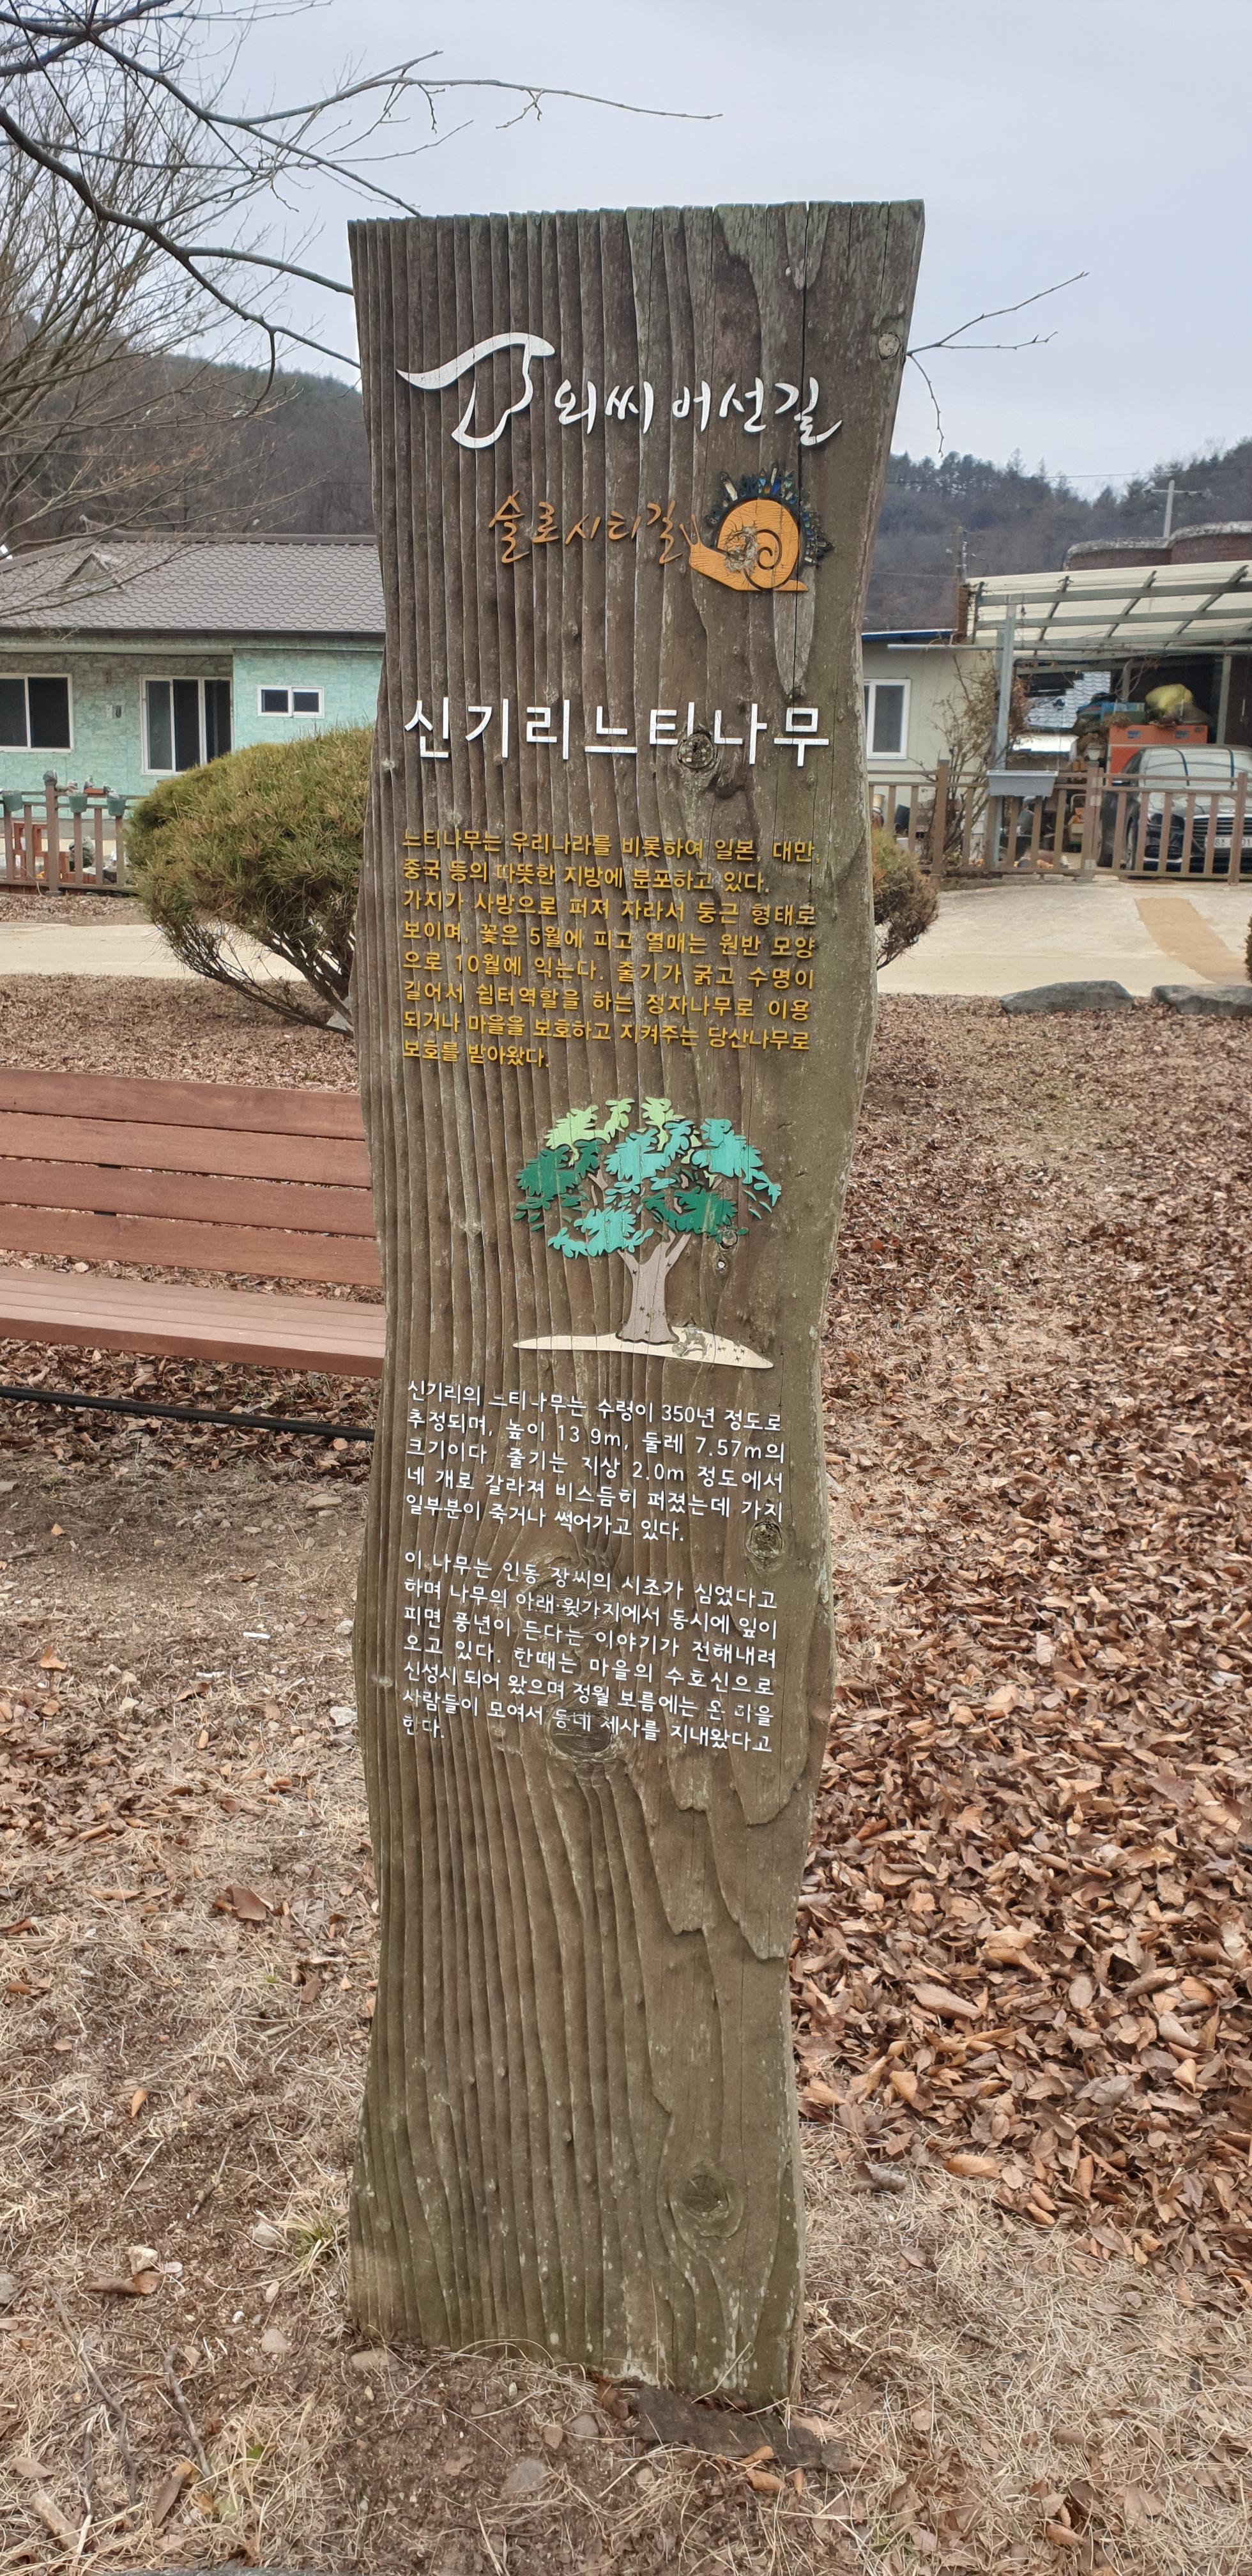 외씨버선길
슬로시티길
신기리느티나무
느티나무는 우리나라를 비롯하여 일본, 대만,
중국 등의 따뜻한 지방에 분포하고 있다.
가지가 사방으로 퍼져 자라서 둥근 형태로
보이며, 꽃은 5월에 피고 열매는 원반 모양
으로 10월에 익는다. 줄기가 굵고 수명이
길어서 쉼터역할을 하는 정자나무로 이용
되거나 마을을 보호하고 지켜주는 당산나무로
보호를 받아왔다.
신기리의 느티나무는 수령이 350년 정도로
추정되며, 높이 13.9m, 둘레 7.57m의
크기이다. 줄기는 지상 2.0m 정도에서
네 개로 갈라져 비스듬히 퍼졌는데 가지
일부분이 죽거나 썩어가고 있다.
이 나무는 인동 장씨의 시조가 심었다고
하며 나무의 아래·윗가지에서 동시에 잎이
피면 풍년이 든다는 이야기가 전해내려
오고 있다. 한때는 마을의 수호신으로
신성시 되어 왔으며 정월 보름에는 온 마을
사람들이 모여서 동네 제사를 지내왔다고
한다.